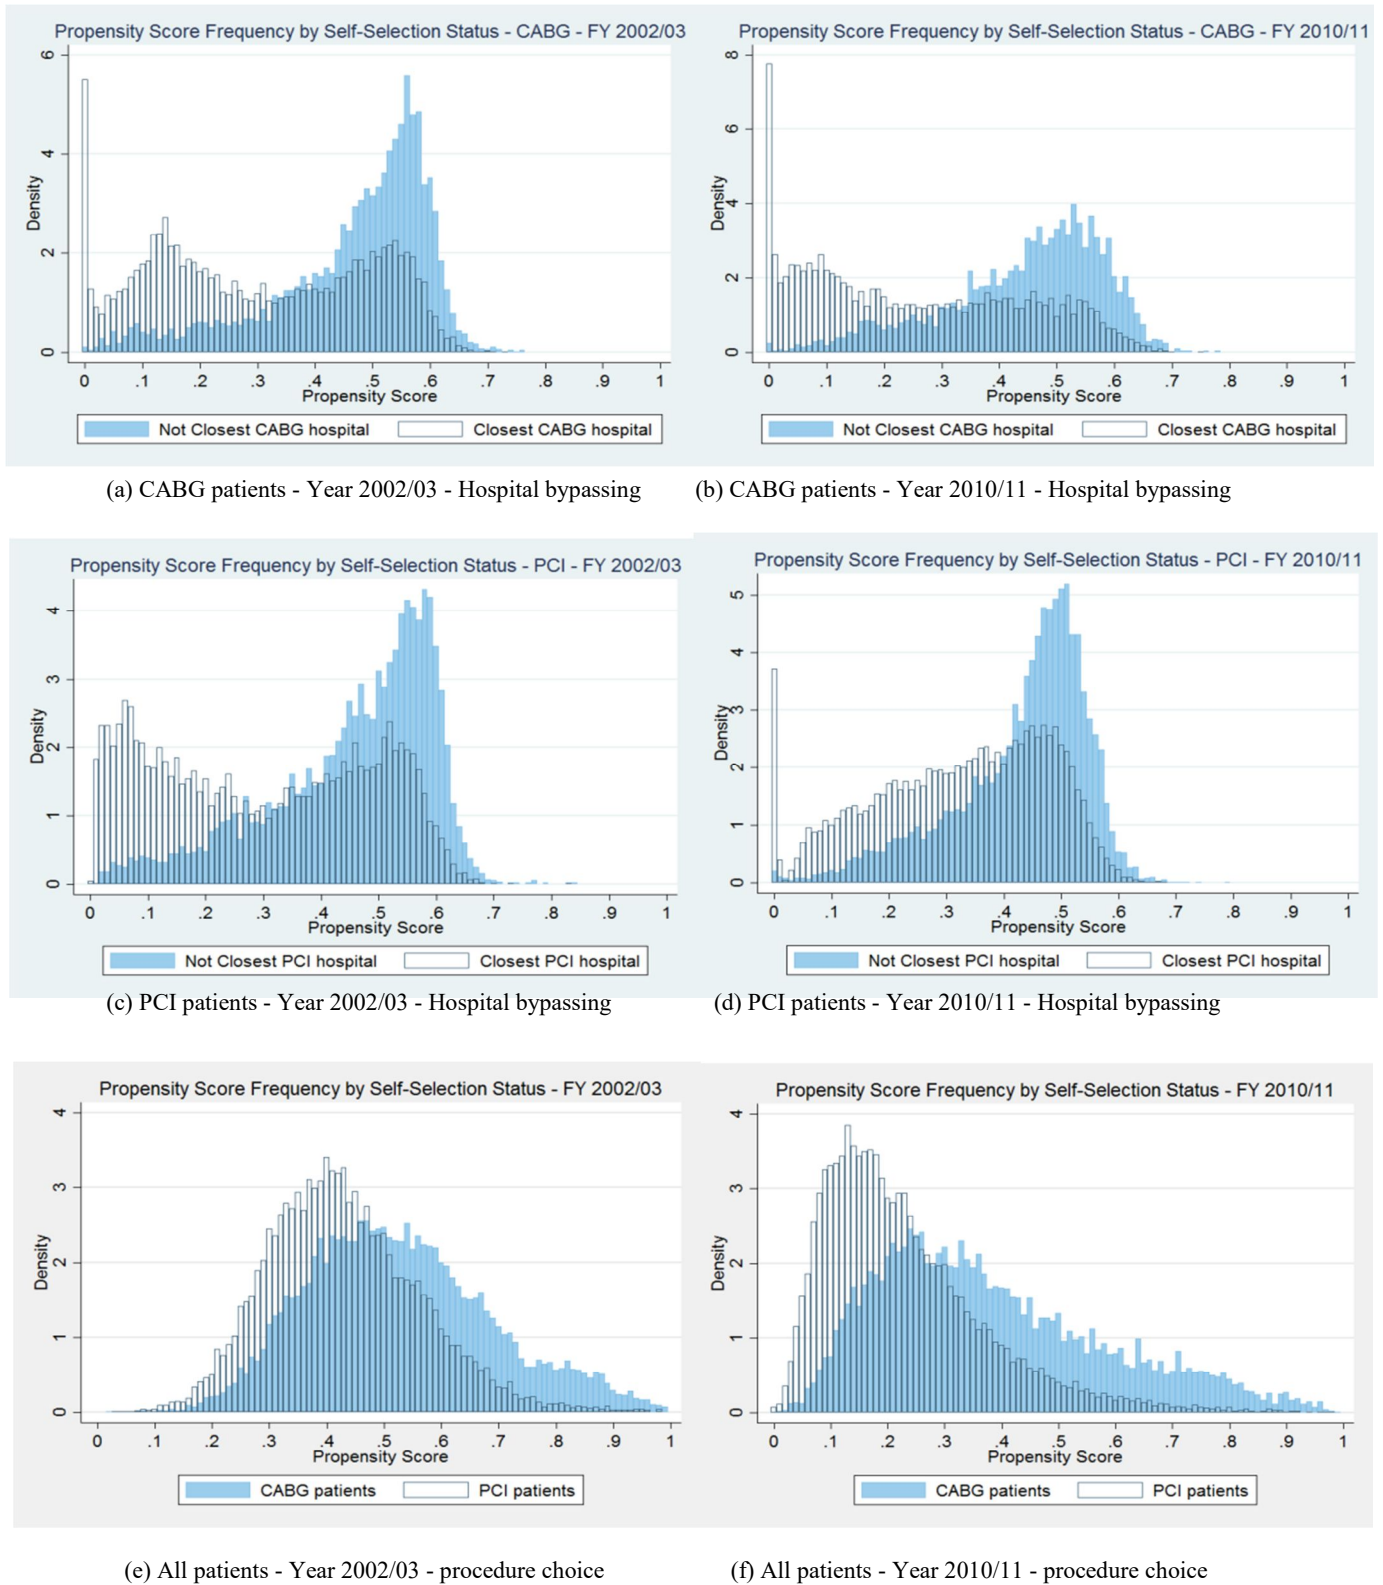 Propensity Score Frequency by Self-Selection Status - CABG - FY 2002/03
6
4
2
0
Density
0 .1 .2 .3 .4 .5 .6 .7 .8 .9 1
Propensity Score
Not Closest CABG hospital Closest CABG hospital
(a) CABG patients - Year 2002/03 - Hospital bypassing
Propensity Score Frequency by Self-Selection Status - CABG - FY 2010/11
8
6
4
2
0
Density
0 .1 .2 .3 .4 .5 .6 .7 .8 .9 1
Propensity Score
Not Closest CABG hospital Closest CABG hospital
(b) CABG patients - Year 2010/11 - Hospital bypassing
Propensity Score Frequency by Self-Selection Status - PCI - FY 2002/03
4
3
2
1
0
Density
0 .1 .2 .3 .4 .5 .6 .7 .8 .9 1
Propensity Score
Not Closest PCI hospital Closest PCI hospital
(c) PCI patients - Year 2002/03 - Hospital bypassing
Propensity Score Frequency by Self-Selection Status - PCI - FY 2010/11
5
4
3
2
1
0
Density
0 .1 .2 .3 .4 .5 .6 .7 .8 .9 1
Propensity Score
Not Closest PCI hospital Closest PCI hospital
(d) PCI patients - Year 2010/11 - Hospital bypassing
Propensity Score Frequency by Self-Selection Status - FY 2002/03
4
3
2
1
0
Density
0 .1 .2 .3 .4 .5 .6 .7 .8 .9 1
Propensity Score
CABG patients PCI patients
(e) All patients - Year 2002/03 - procedure choice
Propensity Score Frequency by Self-Selection Status - FY 2010/11
4
3
2
1
0
Density
0 .1 .2 .3 .4 .5 .6 .7 .8 .9 1
Propensity Score
CABG patients PCI patients
(f) All patients - Year 2010/11 - procedure choice